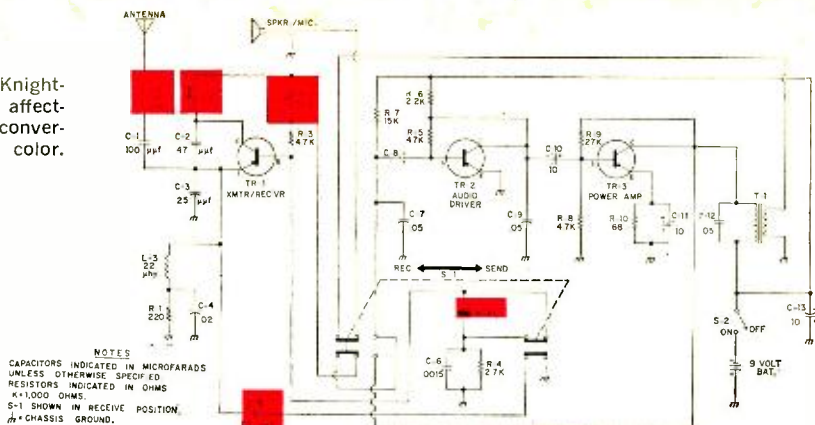 ANTENNA
SPKR./MIC.
Knight-
affect-
conver-
color.
C-1
100 μμf
C-2
47 μμf
R-3
47K
TR-1
XMTR/RECVR
C-3
25 μμf
L-3
22
μhy
R-1
220
C-4
.02
R-7
15K
R-6
2.2K
R-5
47K
C-8
TR-2
AUDIO
DRIVER
C-7
.05
C-9
.05
C-10
10
R-9
27K
TR-3
POWER AMP
R-8
4.7K
R-10
68
C-11
10
C-12
.05
T-1
REC
SEND
S-1
C-6
.0015
R-4
2.7K
S-2
ON
OFF
C-13
10
9 VOLT
BAT.
NOTES
CAPACITORS INDICATED IN MICROFARADS
UNLESS OTHERWISE SPECIFIED
RESISTORS INDICATED IN OHMS
K=1,000 OHMS.
S-1 SHOWN IN RECEIVE POSITION
=CHASSIS GROUND.